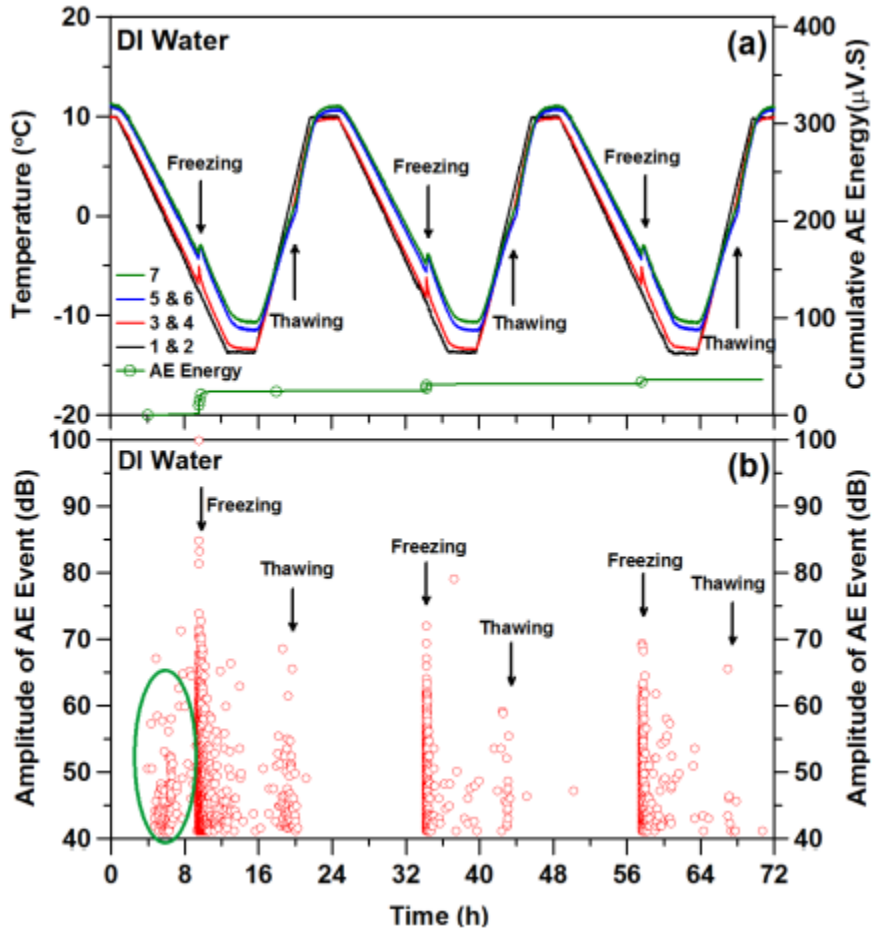 20
400
DI Water
(a)
10
300
Freezing
Freezing
Freezing
0
200
Temperature (°C)
Cumulative AE Energy(μV.S)
7
5 & 6
3 & 4
1 & 2
AE Energy
-10
100
Thawing
Thawing
Thawing
-20
0
100
100
DI Water
(b)
90
90
Freezing
Freezing
Freezing
80
80
Thawing
Thawing
Thawing
70
70
Amplitude of AE Event (dB)
Amplitude of AE Event (dB)
60
60
50
50
40
40
0 8 16 24 32 40 48 56 64 72
Time (h)